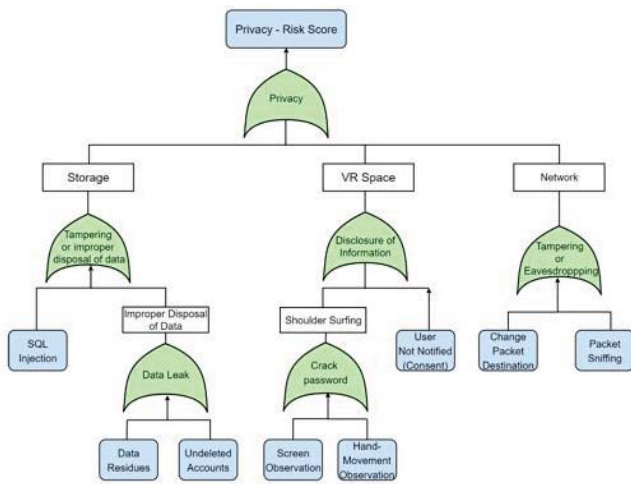 Privacy - Risk Score
Privacy
Storage
VR Space
Network
Tampering
or improper
disposal of data
Disclosure of
Information
Tampering
or
Eavesdroppping
SQL
Injection
Improper Disposal
of Data
Shoulder Surfing
User
Not Notified
(Consent)
Change
Packet
Destination
Packet
Sniffing
Data Leak
Crack
password
Data
Residues
Undeleted
Accounts
Screen
Observation
Hand-
Movement
Observation